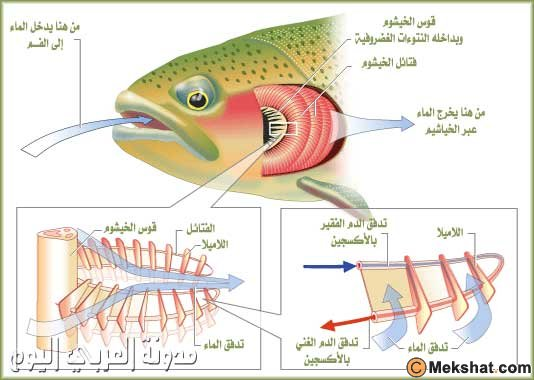 من هنا يدخل الماء
إلى الفم
قوس الخيشوم
وبداخله النتوءات الغضروفية
فتائل الخيشوم
من هنا يخرج الماء
عبر الخياشيم
قوس الخيشوم
الفتائل
اللاميلا
تدفق الماء
تدفق الدم الفقير
بالأكسجين
اللاميلا
تدفق الدم الغني
بالأكسجين
تدفق الماء
مدونة العربي اليوم
© Mekshat.com